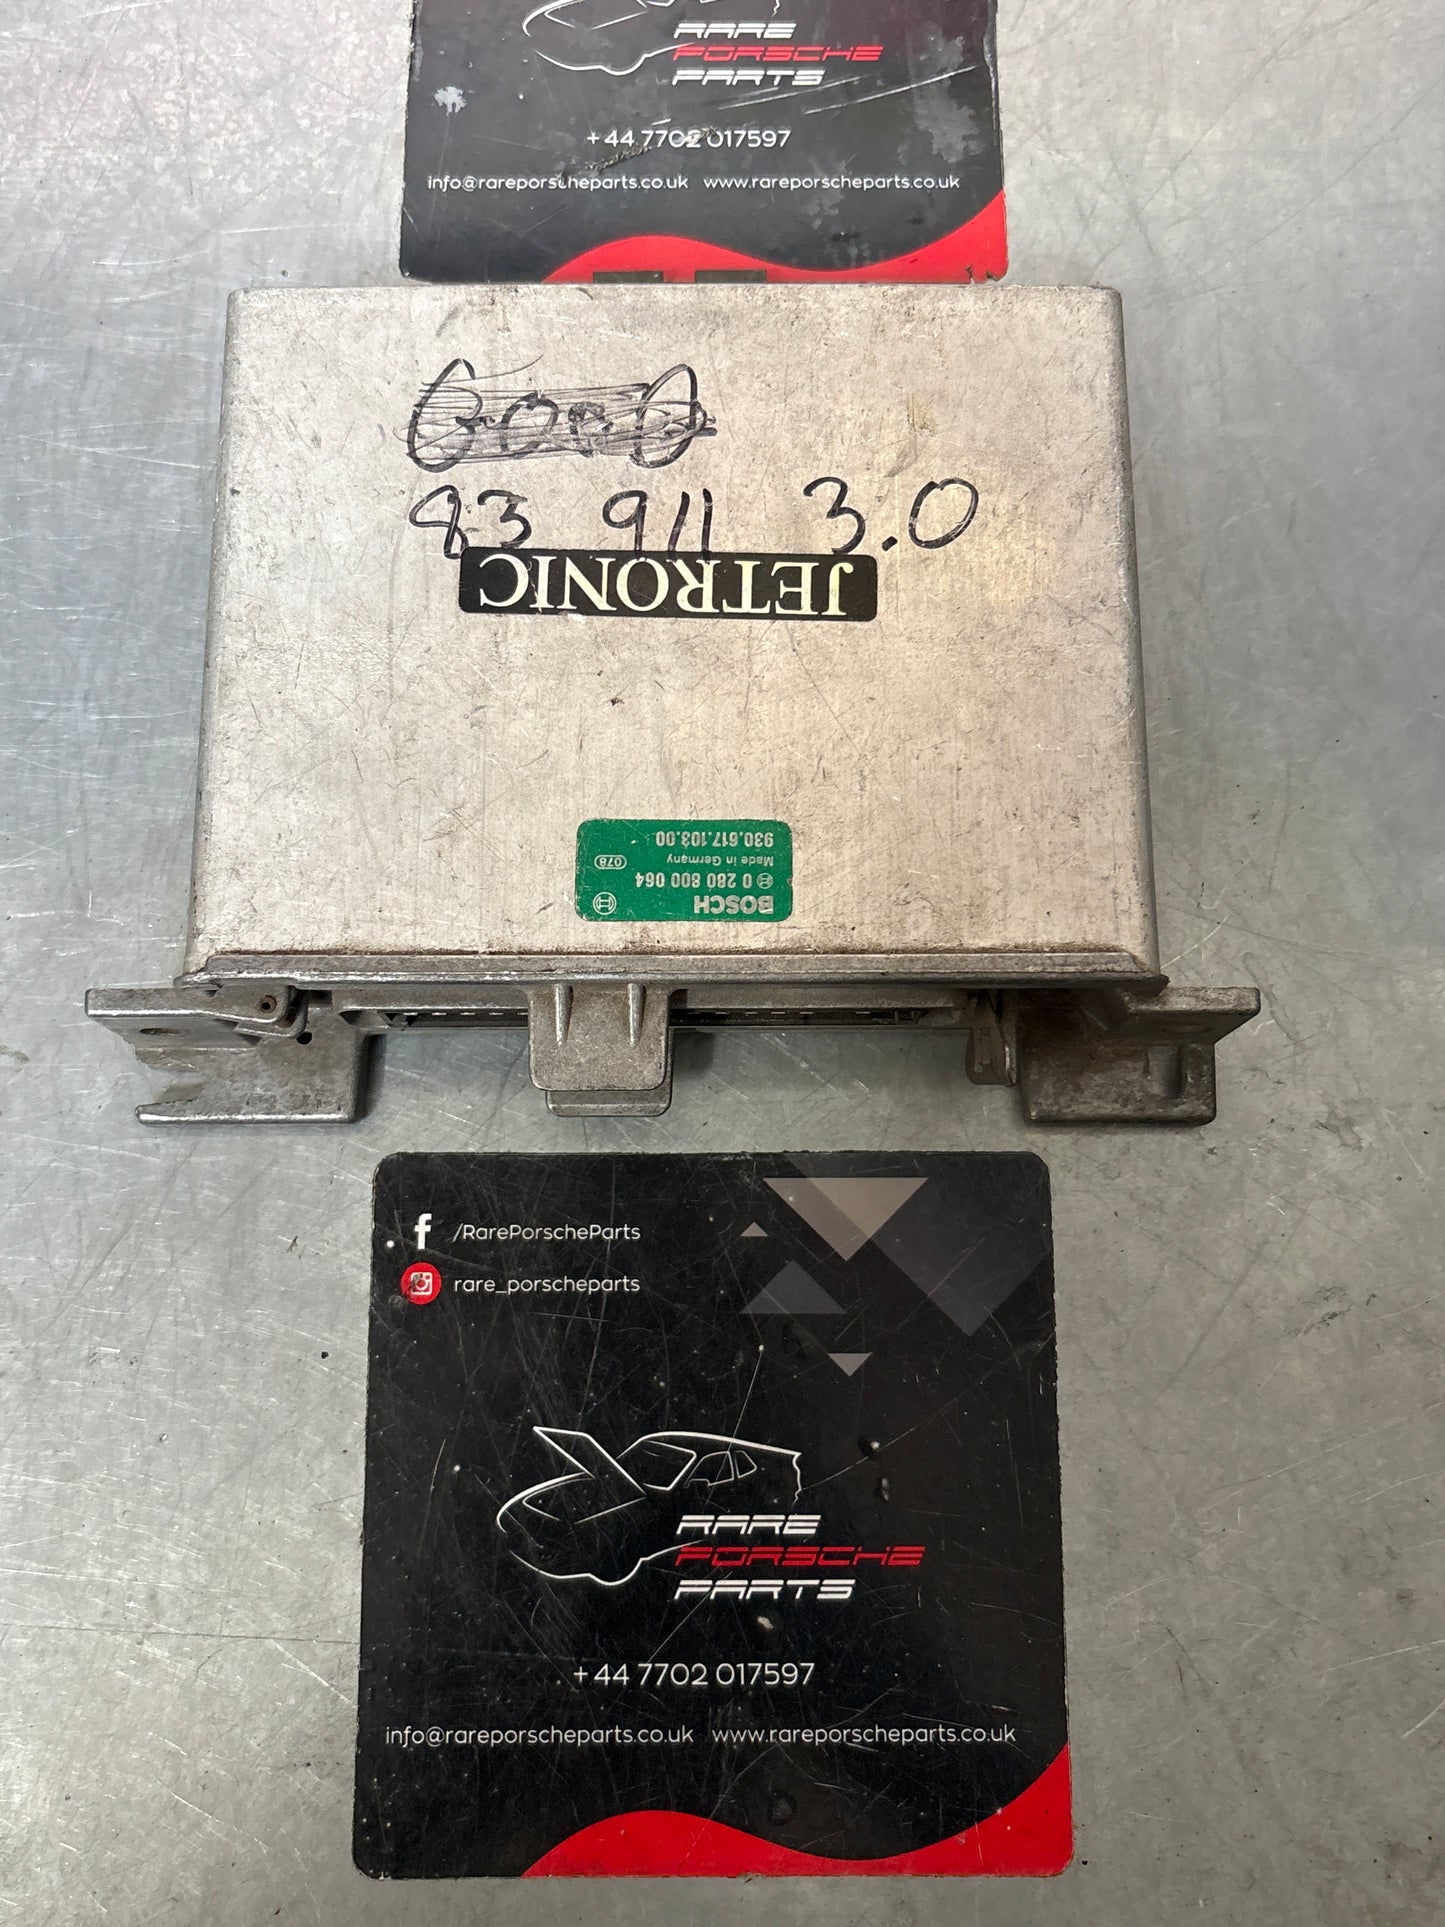 RARE
PORSCHE
PARTS
+44 7702 017597
info@rareporscheparts.co.uk www.rareporscheparts.co.uk
GOOD
83 911 3.0
JETRONIC
BOSCH
0 280 800 064
Made in Germany 078
930.617.103.00
/RarePorscheParts
rare_porscheparts
RARE
PORSCHE
PARTS
+44 7702 017597
info@rareporscheparts.co.uk www.rareporscheparts.co.uk